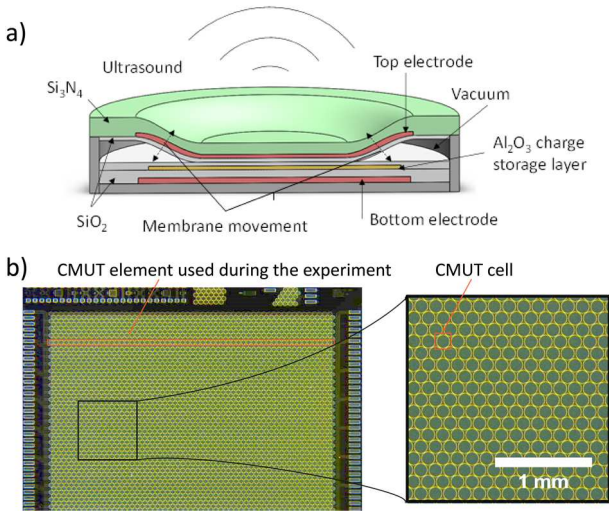 a)
Ultrasound
Top electrode
Si₃N₄
Vacuum
Al₂O₃ charge
storage layer
SiO₂
Membrane movement
Bottom electrode
b)
CMUT element used during the experiment
CMUT cell
1 mm